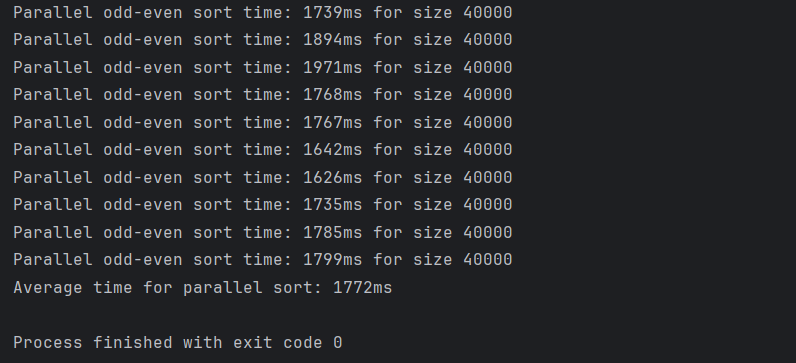 Parallel odd-even sort time: 1739ms for size 40000
Parallel odd-even sort time: 1894ms for size 40000
Parallel odd-even sort time: 1971ms for size 40000
Parallel odd-even sort time: 1768ms for size 40000
Parallel odd-even sort time: 1767ms for size 40000
Parallel odd-even sort time: 1642ms for size 40000
Parallel odd-even sort time: 1626ms for size 40000
Parallel odd-even sort time: 1735ms for size 40000
Parallel odd-even sort time: 1785ms for size 40000
Parallel odd-even sort time: 1799ms for size 40000
Average time for parallel sort: 1772ms
Process finished with exit code 0